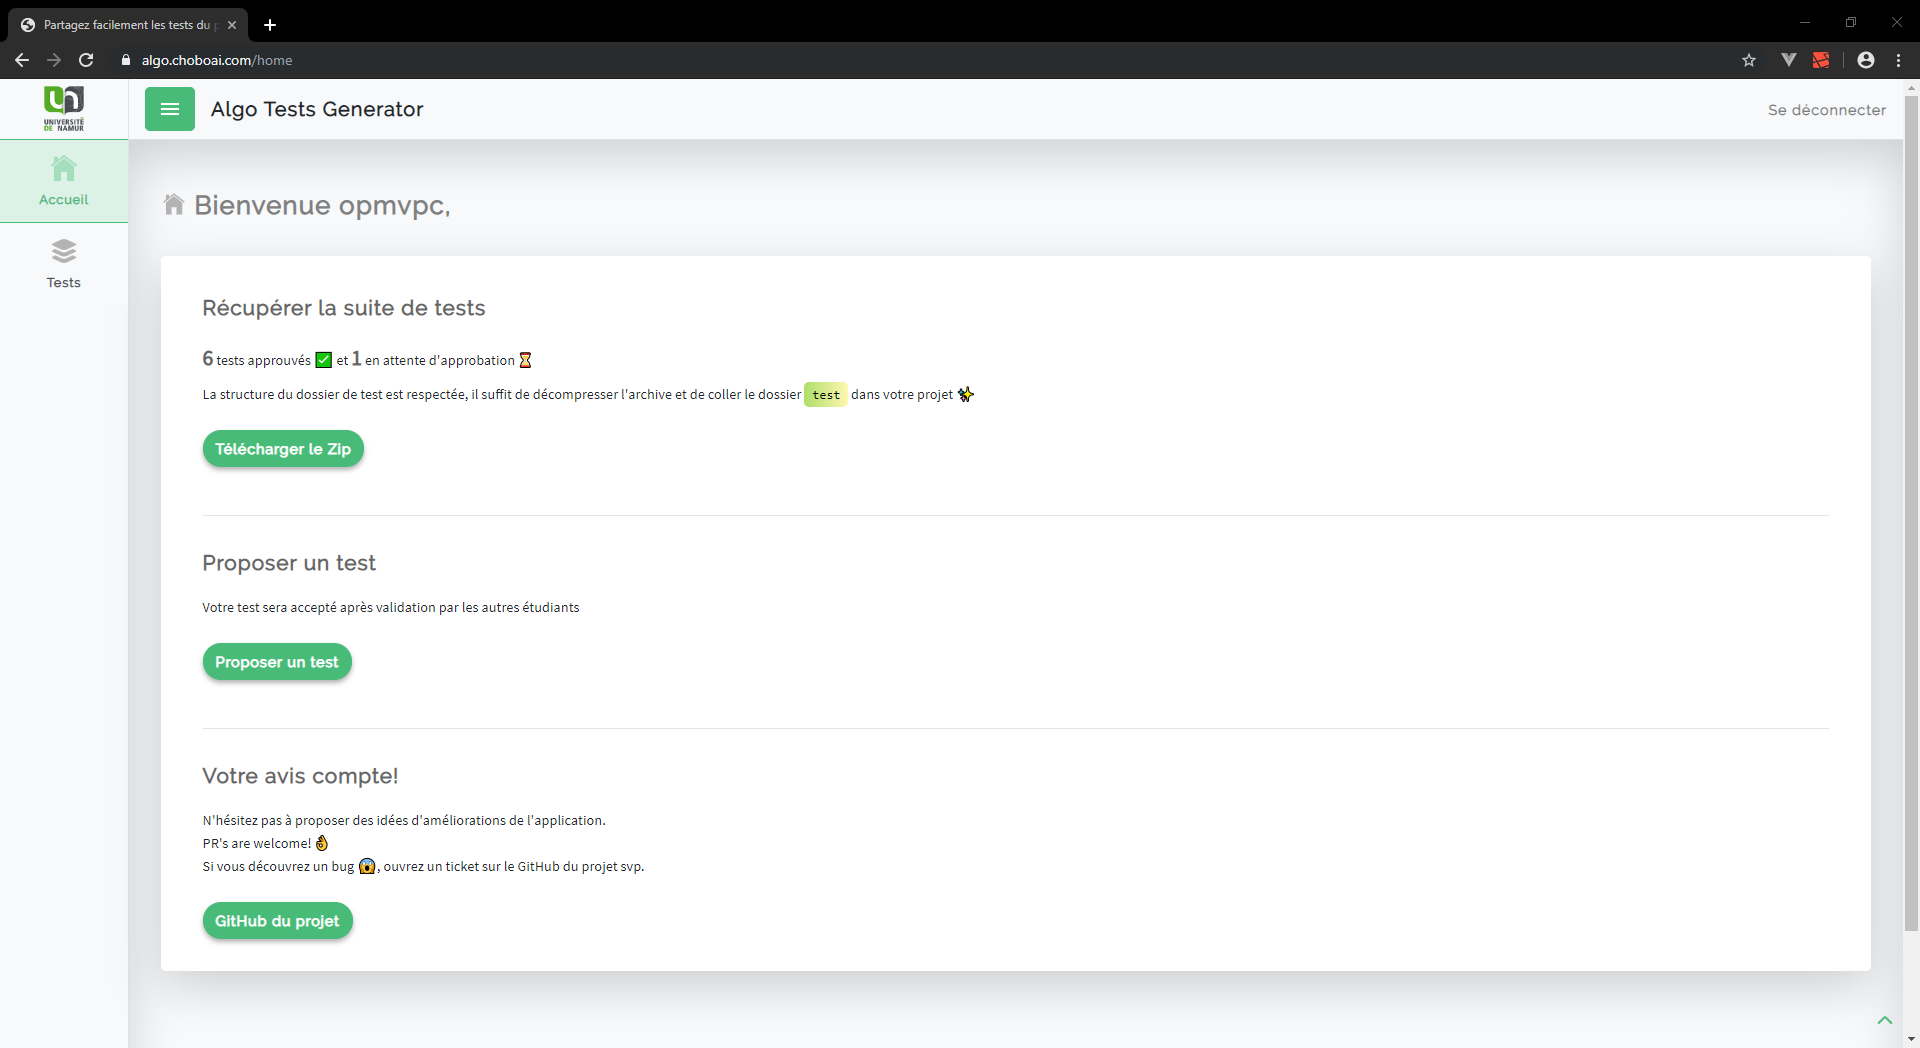 Partagez facilement les tests du p
algo.choboai.com/home
UNIVERSITÉ
DE NAMUR
Algo Tests Generator
Se déconnecter
Accueil
Tests
Bienvenue opmvpc,
Récupérer la suite de tests
6 tests approuvés ✅ et 1 en attente d'approbation ⌛
La structure du dossier de test est respectée, il suffit de décompresser l'archive et de coller le dossier test dans votre projet ✨
Télécharger le Zip
Proposer un test
Votre test sera accepté après validation par les autres étudiants
Proposer un test
Votre avis compte!
N'hésitez pas à proposer des idées d'améliorations de l'application.
PR's are welcome! 👌
Si vous découvrez un bug 😱, ouvrez un ticket sur le GitHub du projet svp.
GitHub du projet